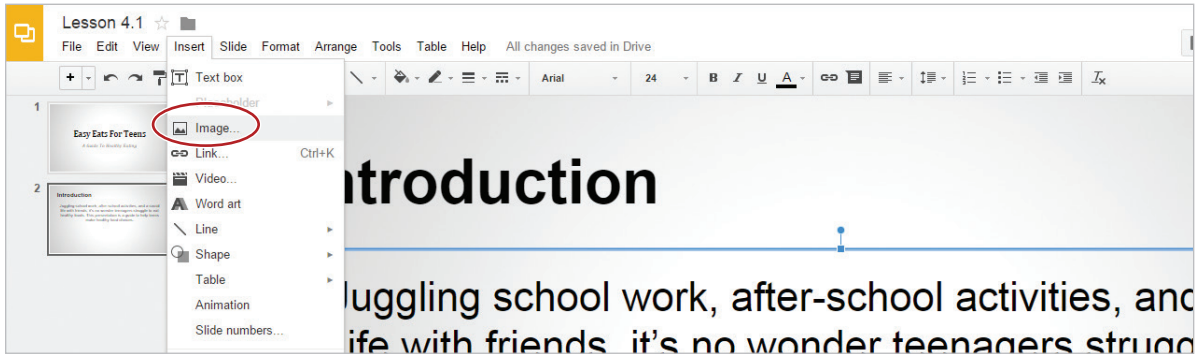 Lesson 4.1
File Edit View Insert Slide Format Arrange Tools Table Help All changes saved in Drive
Text box
Arial 24 B I U A
Placeholder
Image...
Link... Ctrl+K
Video...
Word art
Line
Shape
Table
Animation
Slide numbers...
1
Easy Eats For Teens
A Guide To Healthy Eating
2
Introduction
ntroduction
Juggling school work, after-school activities, and
ife with friends, it's no wonder teenagers strugg